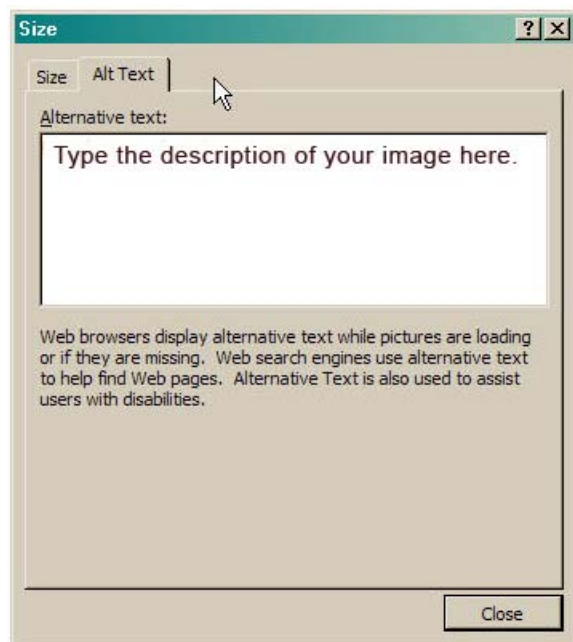 Size
Size
Alt Text
Alternative text:
Type the description of your image here.
Web browsers display alternative text while pictures are loading
or if they are missing.  Web search engines use alternative text
to help find Web pages.  Alternative Text is also used to assist
users with disabilities.
Close